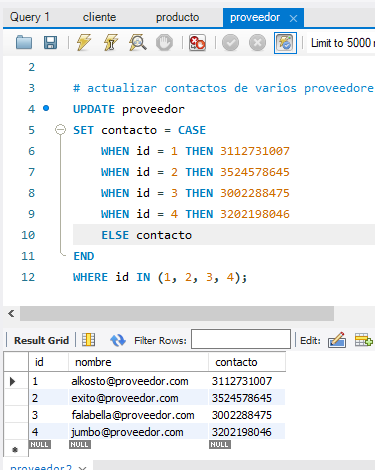 Query 1 cliente producto proveedor
Limit to 5000
2
3 # actualizar contactos de varios proveedore
4 UPDATE proveedor
5 SET contacto = CASE
6 WHEN id = 1 THEN 3112731007
7 WHEN id = 2 THEN 3524578645
8 WHEN id = 3 THEN 3002288475
9 WHEN id = 4 THEN 3202198046
10 ELSE contacto
11 END
12 WHERE id IN (1, 2, 3, 4);
Result Grid Filter Rows: Edit:
id nombre contacto
1 alkosto@proveedor.com 3112731007
2 exito@proveedor.com 3524578645
3 falabella@proveedor.com 3002288475
4 jumbo@proveedor.com 3202198046
NULL NULL NULL
proveedor2